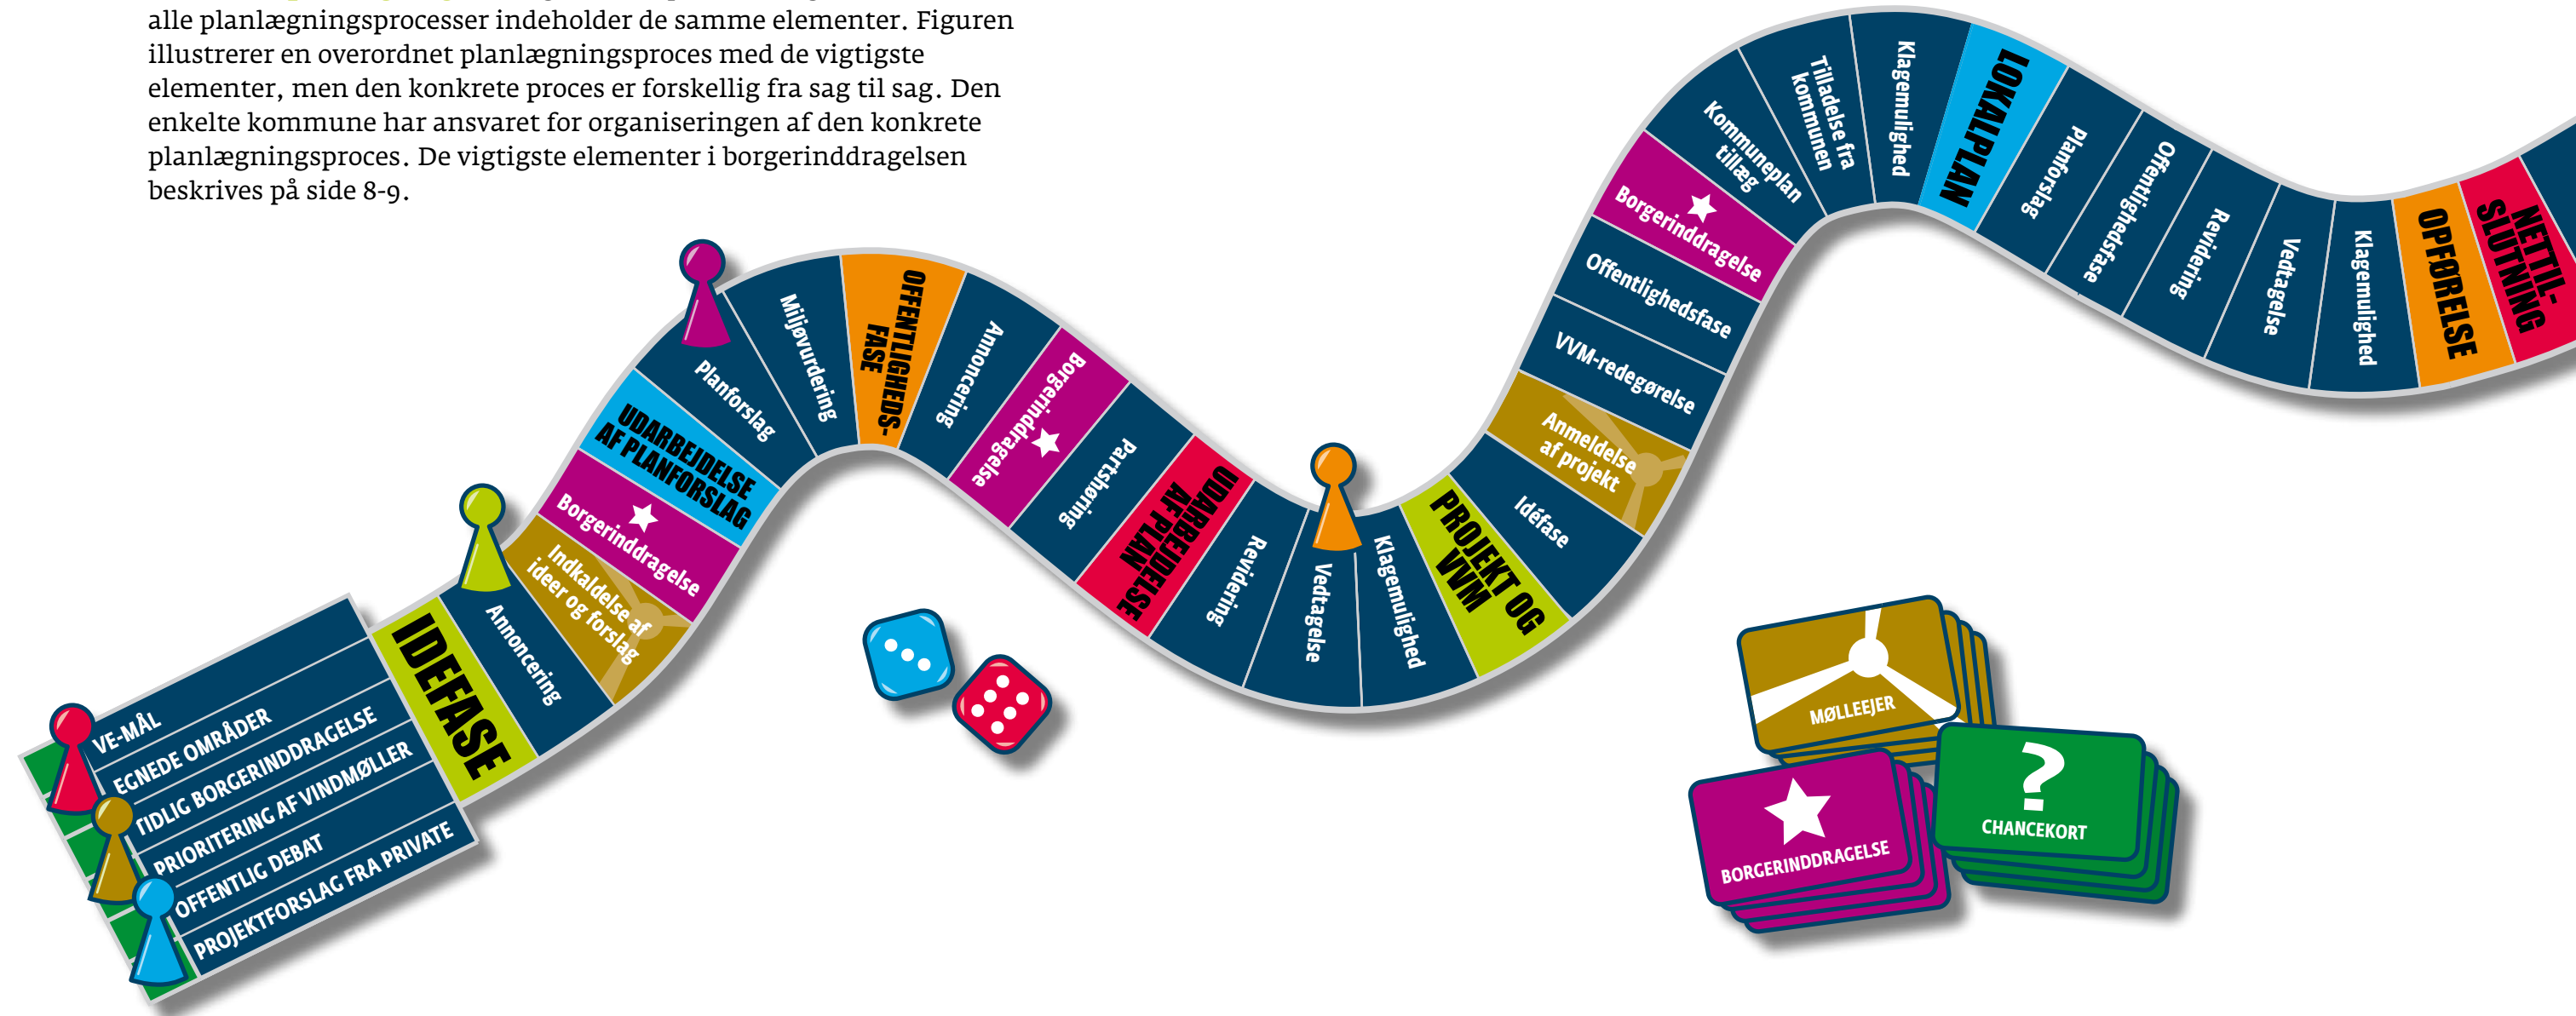 alle planlægningsprocesser indeholder de samme elementer. Figuren
illustrerer en overordnet planlægningsproces med de vigtigste
elementer, men den konkrete proces er forskellig fra sag til sag. Den
enkelte kommune har ansvaret for organiseringen af den konkrete
planlægningsproces. De vigtigste elementer i borgerinddragelsen
beskrives på side 8-9.
VE-MÅL
EGNEDE OMRÅDER
TIDLIG BORGERINDDRAGELSE
PRIORITERING AF VINDMØLLER
OFFENTLIG DEBAT
PROJEKTFORSLAG FRA PRIVATE
IDEFASE
Annoncering
Indkaldelse af
ideer og forslag
Borgerinddragelse
UDARBEJDELSE
AF PLANFORSLAG
Planforslag
Miljøvurdering
OFFENTLIGHEDS-
FASE
Annoncering
Borgerinddragelse
Partshøring
UDARBEJDELSE
AF PLAN
Revidering
Vedtagelse
Klagemulighed
PROJEKT OG
VVM
Idéfase
Anmeldelse
af projekt
VVM-redegørelse
Offentlighedsfase
Borgerinddragelse
Kommuneplan
tillæg
Tilladelse fra
kommunen
Klagemulighed
LOKALPLAN
Planforslag
Offentlighedsfase
Revidering
Vedtagelse
Klagemulighed
OPFØRELSE
NETTIL-
SLUTNING
MØLLEEJER
BORGERINDDRAGELSE
?
CHANCEKORT